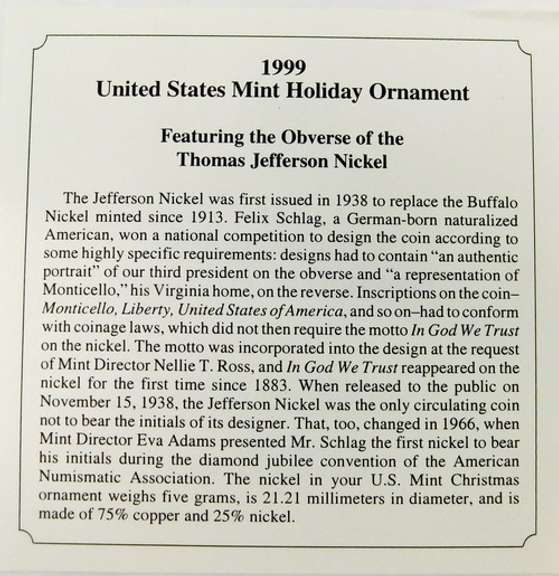 1999
United States Mint Holiday Ornament
Featuring the Obverse of the
Thomas Jefferson Nickel
The Jefferson Nickel was first issued in 1938 to replace the Buffalo
Nickel minted since 1913. Felix Schlag, a German-born naturalized
American, won a national competition to design the coin according to
some highly specific requirements: designs had to contain “an authentic
portrait” of our third president on the obverse and “a representation of
Monticello,” his Virginia home, on the reverse. Inscriptions on the coin–
Monticello, Liberty, United States of America, and so on–had to conform
with coinage laws, which did not then require the motto In God We Trust
on the nickel. The motto was incorporated into the design at the request
of Mint Director Nellie T. Ross, and In God We Trust reappeared on the
nickel for the first time since 1883. When released to the public on
November 15, 1938, the Jefferson Nickel was the only circulating coin
not to bear the initials of its designer. That, too, changed in 1966, when
Mint Director Eva Adams presented Mr. Schlag the first nickel to bear
his initials during the diamond jubilee convention of the American
Numismatic Association. The nickel in your U.S. Mint Christmas
ornament weighs five grams, is 21.21 millimeters in diameter, and is
made of 75% copper and 25% nickel.